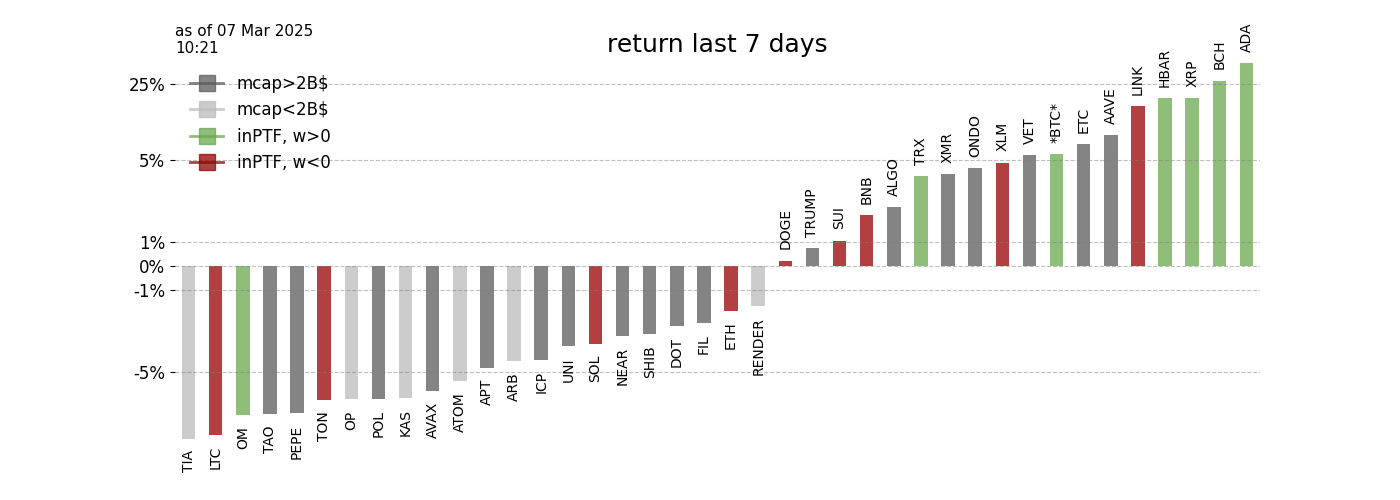 as of 07 Mar 2025
10:21
return last 7 days
mcap>2B$
mcap<2B$
inPTF, w>0
inPTF, w<0
25%
5%
1%
0%
-1%
-5%
TIA
LTC
OM
TAO
PEPE
TON
OP
POL
KAS
AVAX
ATOM
APT
ARB
ICP
UNI
SOL
NEAR
SHIB
DOT
FIL
ETH
RENDER
DOGE
TRUMP
SUI
BNB
ALGO
TRX
XMR
ONDO
XLM
VET
*BTC*
ETC
AAVE
LINK
HBAR
XRP
BCH
ADA